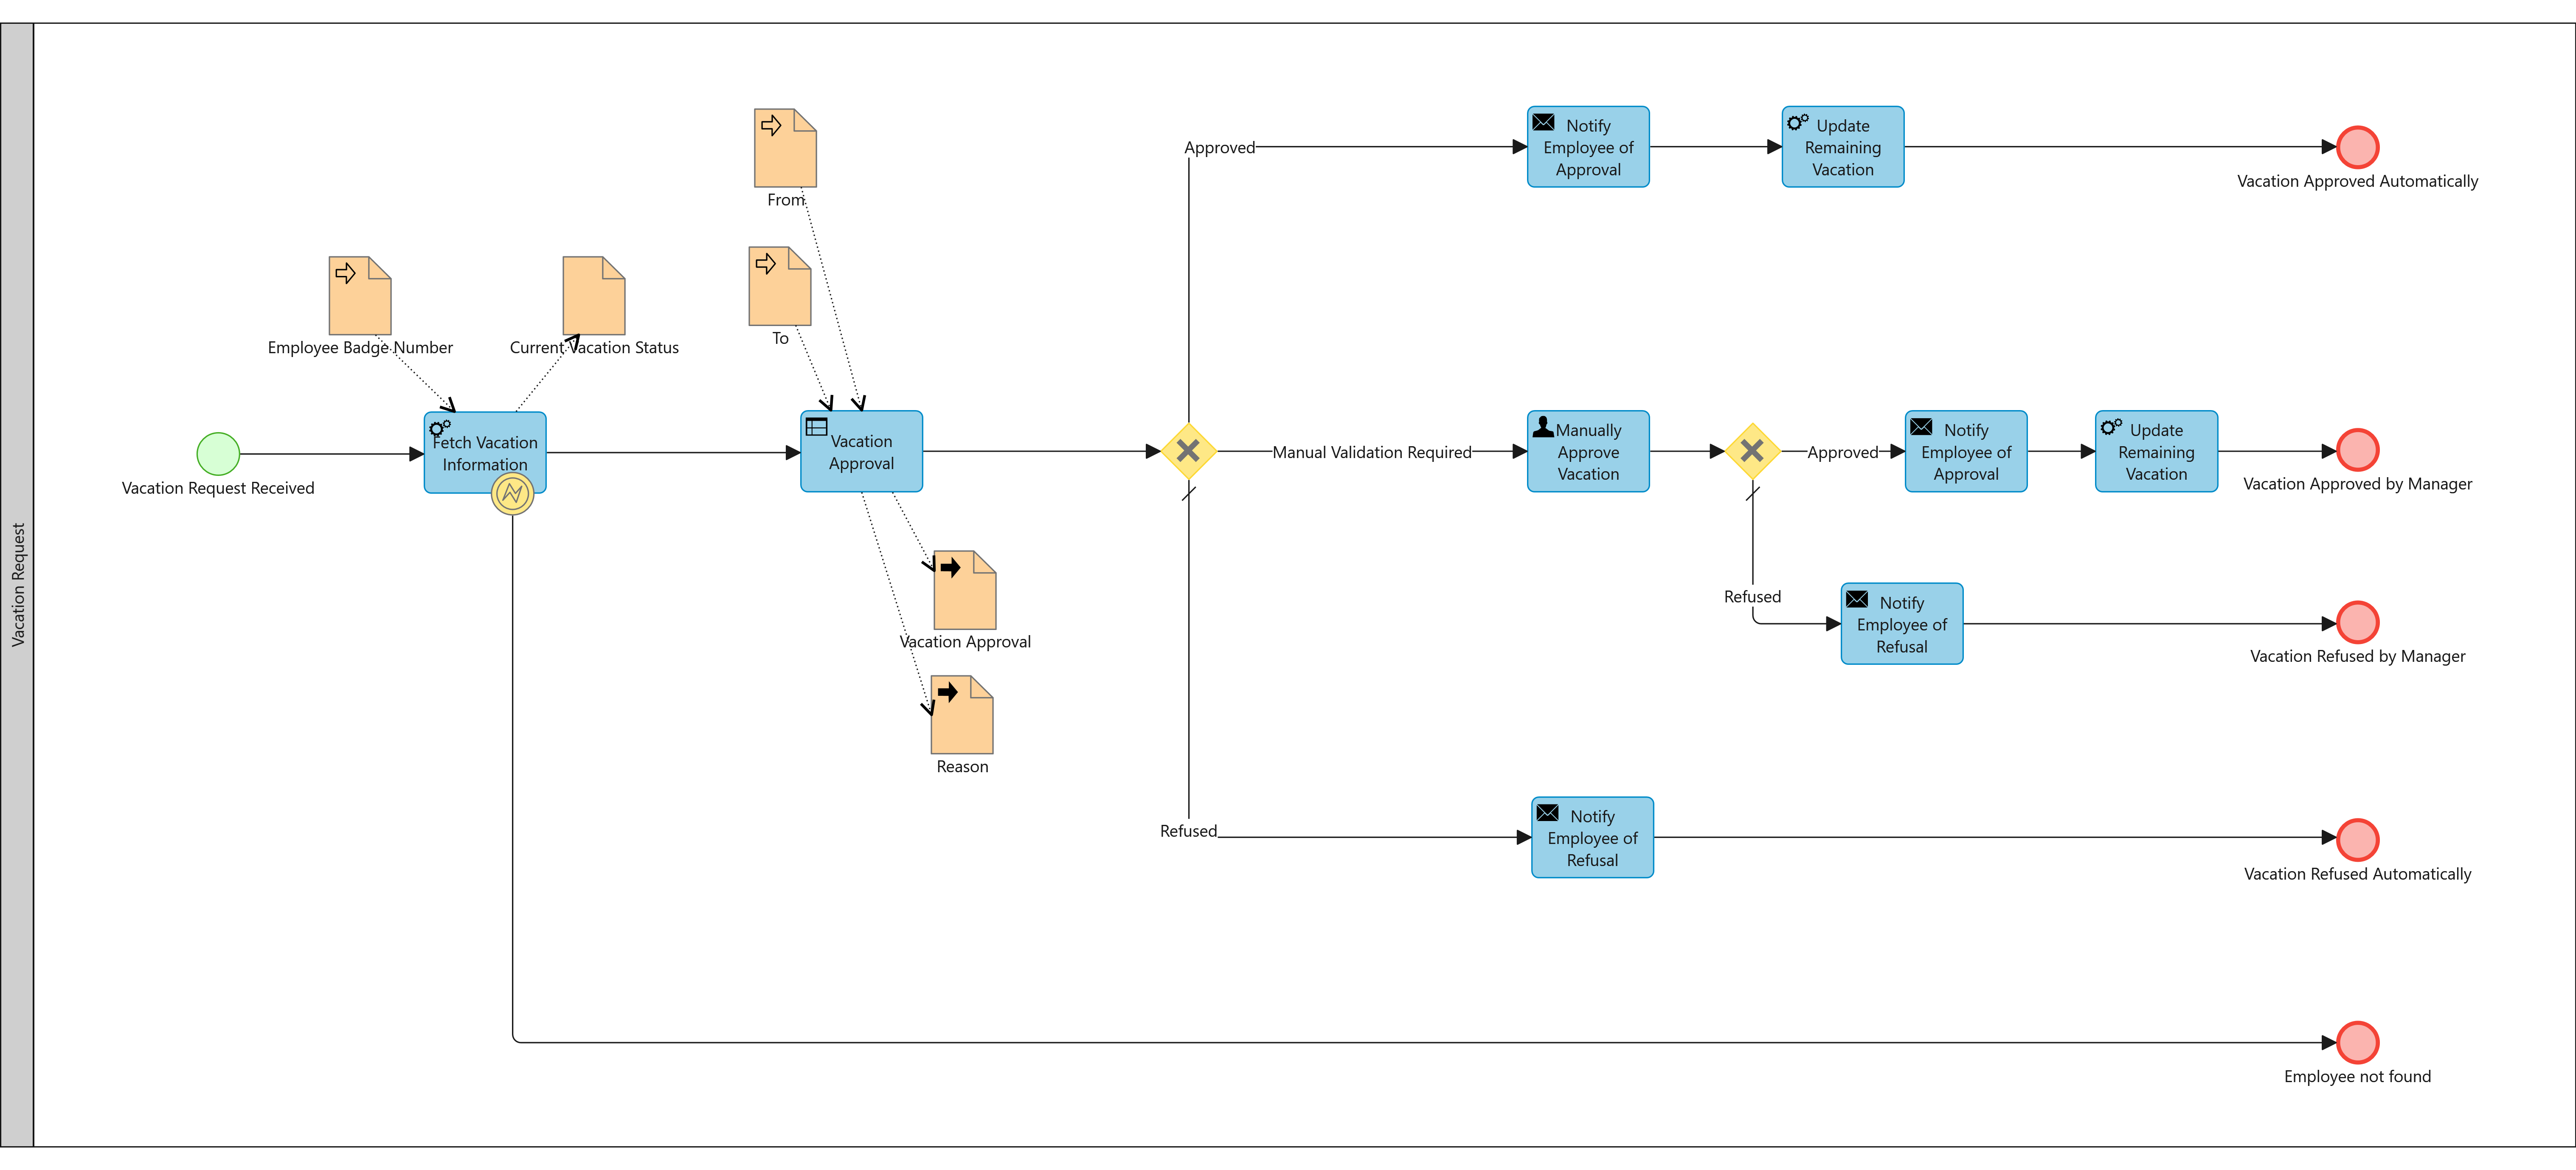 Vacation Request
Vacation Request Received
Employee Badge Number
Current Vacation Status
Fetch Vacation
Information
From
To
Vacation
Approval
Vacation Approval
Reason
Approved
Notify
Employee of
Approval
Update
Remaining
Vacation
Vacation Approved Automatically
Manual Validation Required
Manually
Approve
Vacation
Approved
Notify
Employee of
Approval
Update
Remaining
Vacation
Vacation Approved by Manager
Refused
Notify
Employee of
Refusal
Vacation Refused by Manager
Refused
Notify
Employee of
Refusal
Vacation Refused Automatically
Employee not found